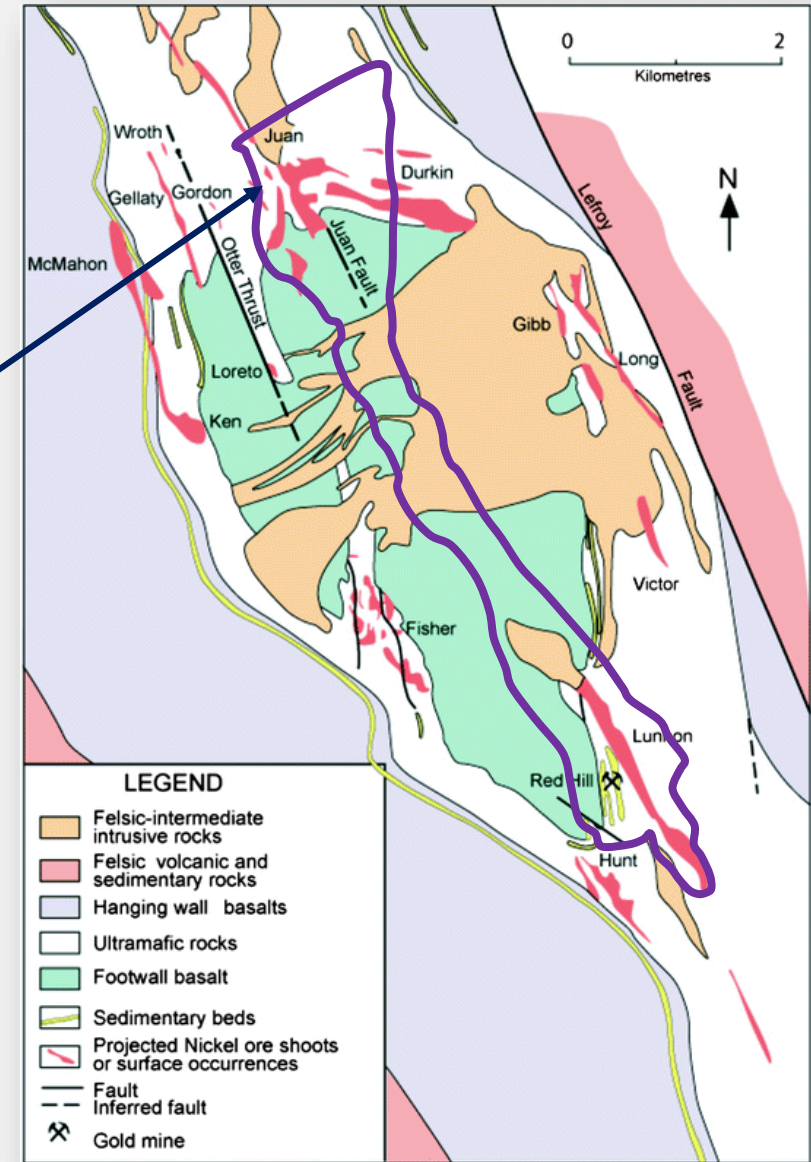 0 2
Kilometres
Juan
Wroth
Durkin
Gellaty
Gordon
N
Lefroy
McMahon
Otter Thrust
Juan Fault
Gibb
Long
Loreto
Fault
Ken
Victor
Fisher
Lunnon
Red Hill
Hunt
LEGEND
Felsic-intermediate
intrusive rocks
Felsic volcanic and
sedimentary rocks
Hanging wall basalts
Ultramafic rocks
Footwall basalt
Sedimentary beds
Projected Nickel ore shoots
or surface occurrences
Fault
Inferred fault
Gold mine